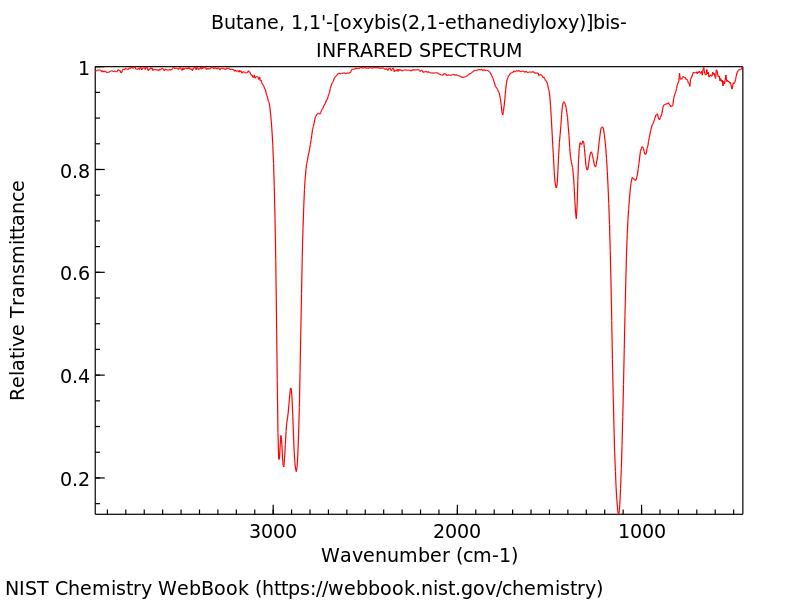 Butane, 1,1'-[oxybis(2,1-ethanediyloxy)]bis-
INFRARED SPECTRUM
1
0.8
0.6
0.4
0.2
Relative Transmittance
3000 2000 1000
Wavenumber (cm-1)
NIST Chemistry WebBook (https://webbook.nist.gov/chemistry)